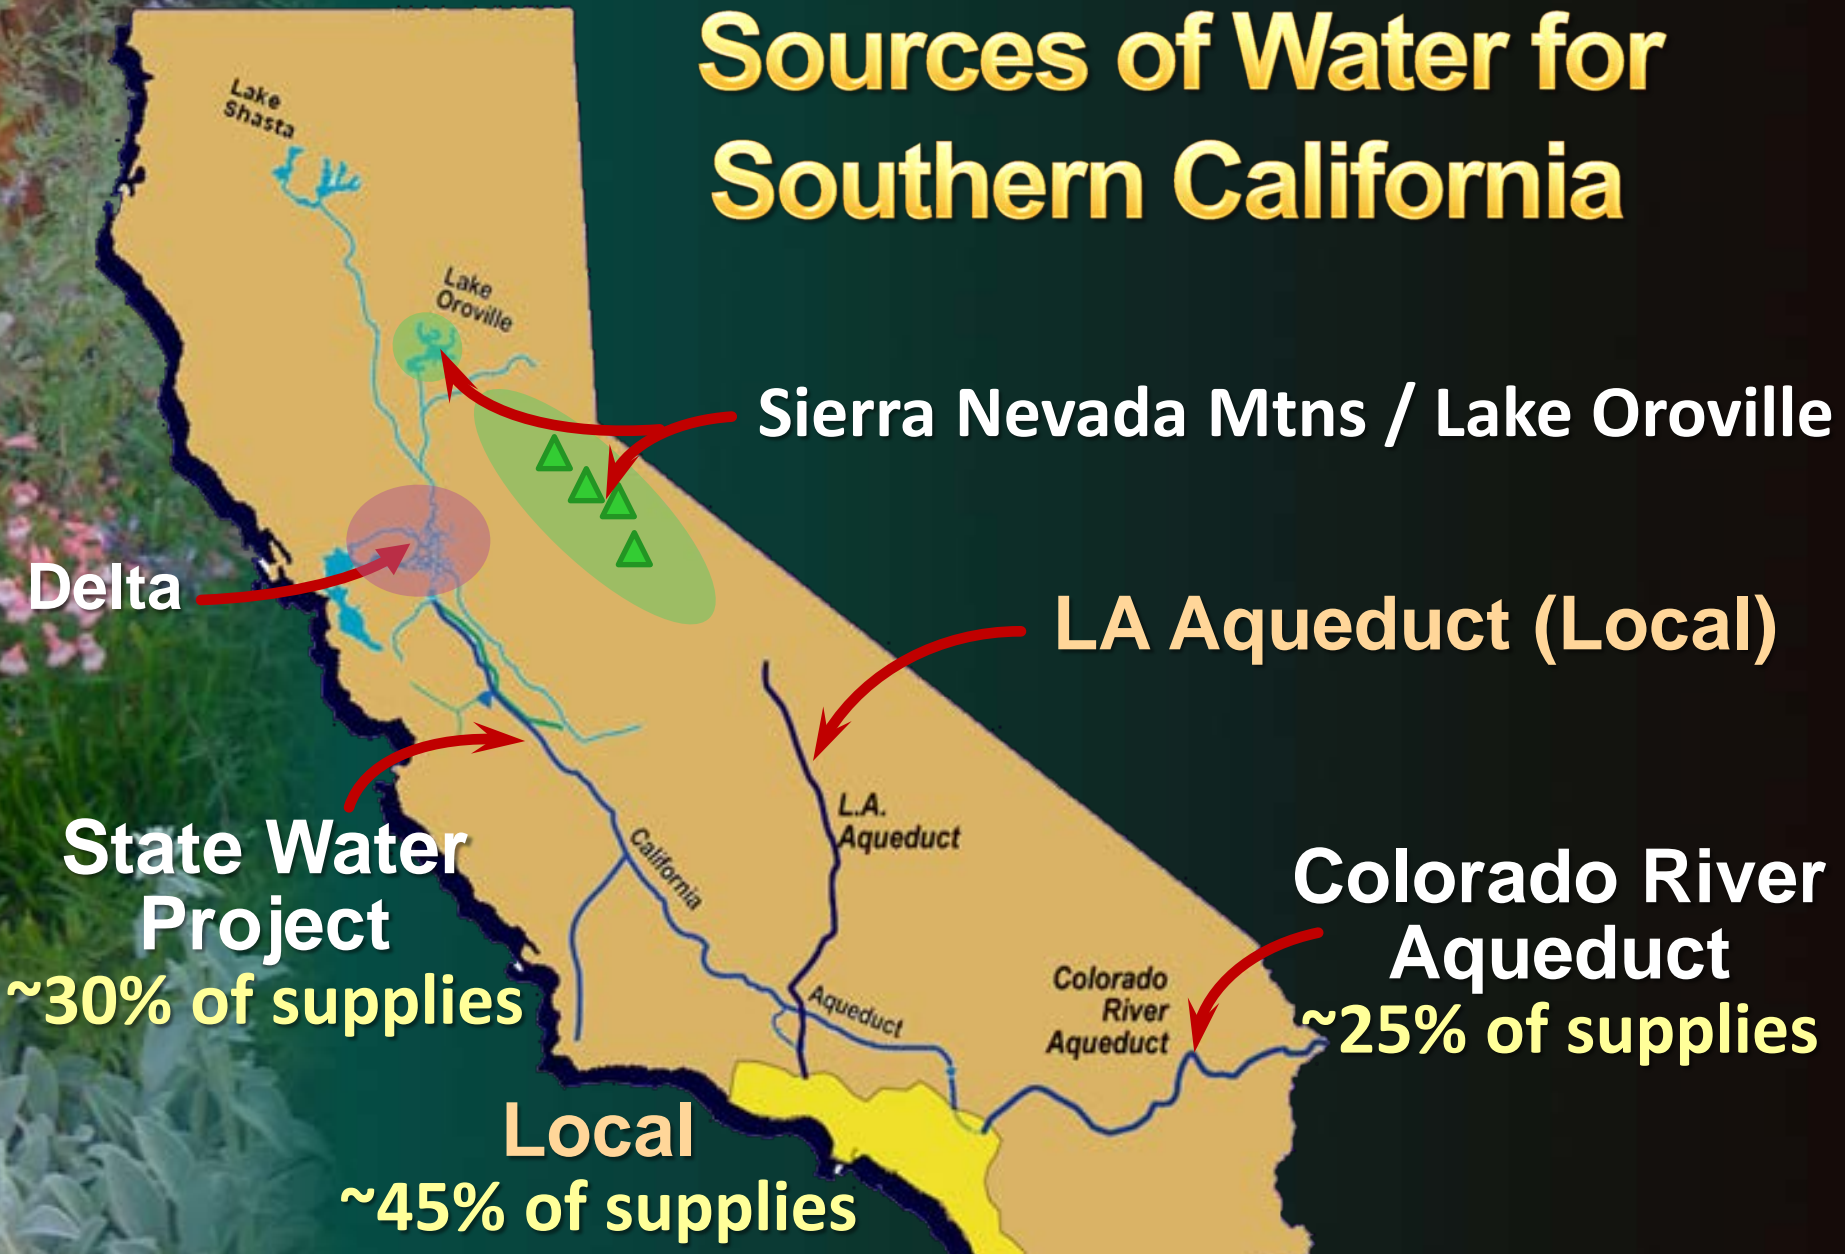 Sources of Water for
Southern California
Lake
Shasta
Lake
Oroville
Sierra Nevada Mtns / Lake Oroville
Delta
LA Aqueduct (Local)
State Water
Project
~30% of supplies
L.A.
Aqueduct
California
Aqueduct
Colorado
River
Aqueduct
Colorado River
Aqueduct
~25% of supplies
Local
~45% of supplies